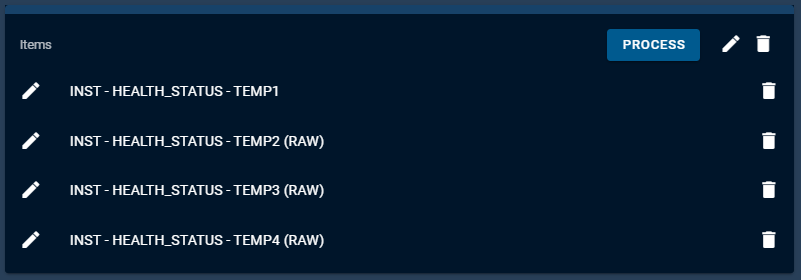 Items
PROCESS
INST - HEALTH_STATUS - TEMP1
INST - HEALTH_STATUS - TEMP2 (RAW)
INST - HEALTH_STATUS - TEMP3 (RAW)
INST - HEALTH_STATUS - TEMP4 (RAW)